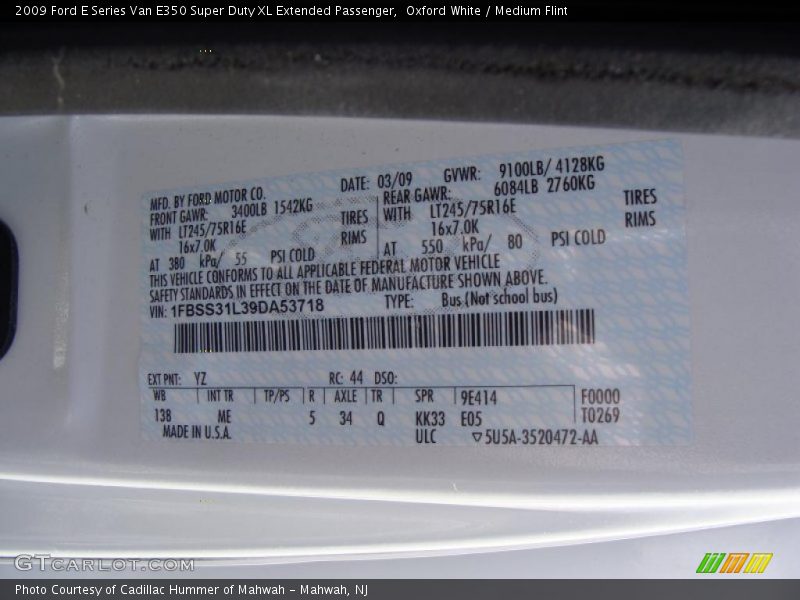 2009 Ford E Series Van E350 Super Duty XL Extended Passenger, Oxford White / Medium Flint
MFD. BY FORD MOTOR CO. DATE: 03/09 GVWR: 9100LB/ 4128KG
FRONT GAWR: 3400LB 1542KG REAR GAWR: 6084LB 2760KG
WITH LT245/75R16E TIRES WITH LT245/75R16E TIRES
16x7.0K RIMS 16x7.0K RIMS
AT 380 kPa/ 55 PSI COLD AT 550 kPa/ 80 PSI COLD
THIS VEHICLE CONFORMS TO ALL APPLICABLE FEDERAL MOTOR VEHICLE
SAFETY STANDARDS IN EFFECT ON THE DATE OF MANUFACTURE SHOWN ABOVE.
VIN: 1FBSS31L39DA53718 TYPE: Bus (Not school bus)
EXT PNT: YZ RC: 44 DSO:
WB INT TR TP/PS R AXLE TR SPR 9E414 F0000
138 ME 5 34 Q KK33 E05 T0269
MADE IN U.S.A. ULC ▽5U5A-3520472-AA
GTCARLOT.COM
Photo Courtesy of Cadillac Hummer of Mahwah - Mahwah, NJ